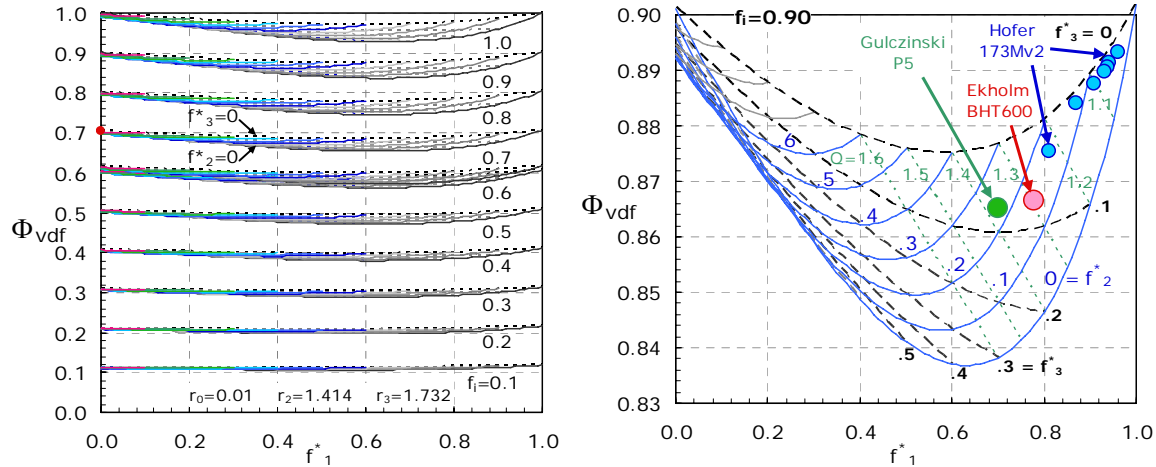 1.0
0.9
0.8
0.7
0.6
0.5
0.4
0.3
0.2
0.1
0.0
Φvdf
f*3=0
f*2=0
1.0
0.9
0.8
0.7
0.6
0.5
0.4
0.3
0.2
fi=0.1
r0=0.01 r2=1.414 r3=1.732
0.0 0.2 0.4 0.6 0.8 1.0
f*1
0.90
0.89
0.88
0.87
0.86
0.85
0.84
0.83
Φvdf
fi=0.90
f*3 = 0
Gulczinski
P5
Hofer
173Mv2
Ekholm
BHT600
1.1
.6
Q=1.6
1.5
1.4
1.3
1.2
.5
.4
.3
.2
.1
0 = f*2
.1
.2
.3 = f*3
.4
.5
0.0 0.2 0.4 0.6 0.8 1.0
f*1